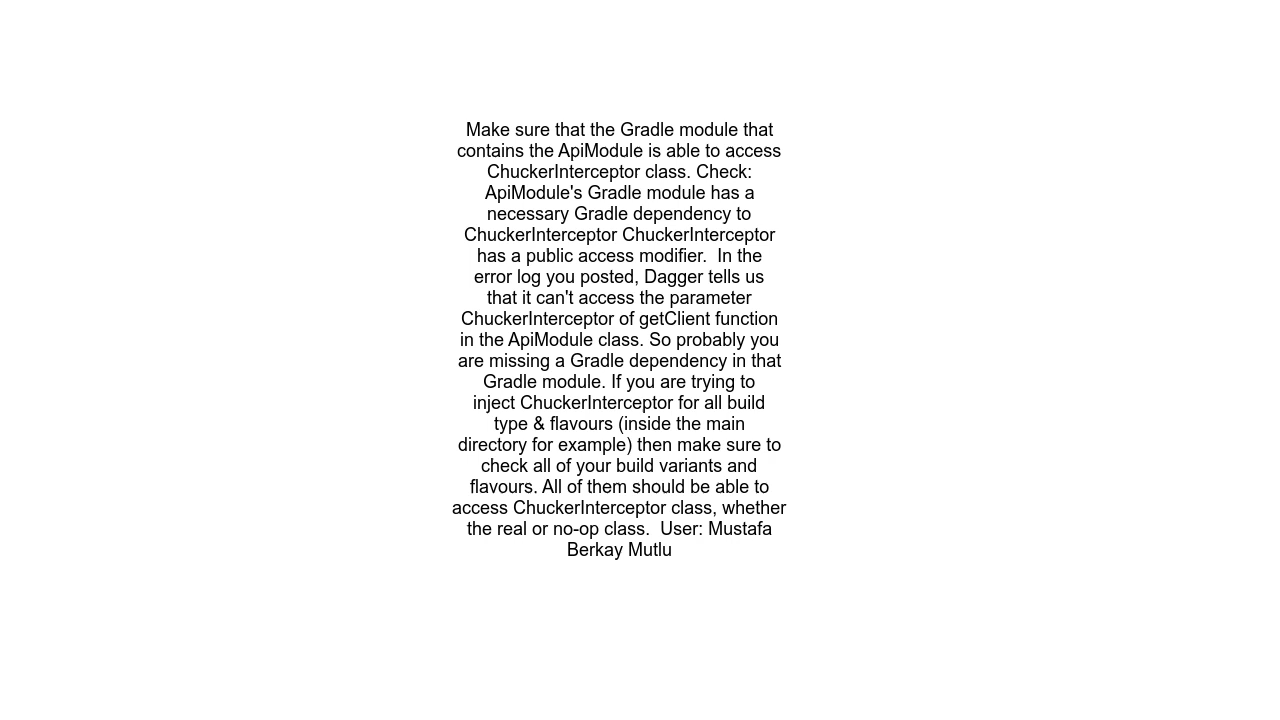 Make sure that the Gradle module that
contains the ApiModule is able to access
ChuckerInterceptor class. Check:
ApiModule's Gradle module has a
necessary Gradle dependency to
ChuckerInterceptor ChuckerInterceptor
has a public access modifier.  In the
error log you posted, Dagger tells us
that it can't access the parameter
ChuckerInterceptor of getClient function
in the ApiModule class. So probably you
are missing a Gradle dependency in that
Gradle module. If you are trying to
inject ChuckerInterceptor for all build
type & flavours (inside the main
directory for example) then make sure to
check all of your build variants and
flavours. All of them should be able to
access ChuckerInterceptor class, whether
the real or no-op class.  User: Mustafa
Berkay Mutlu